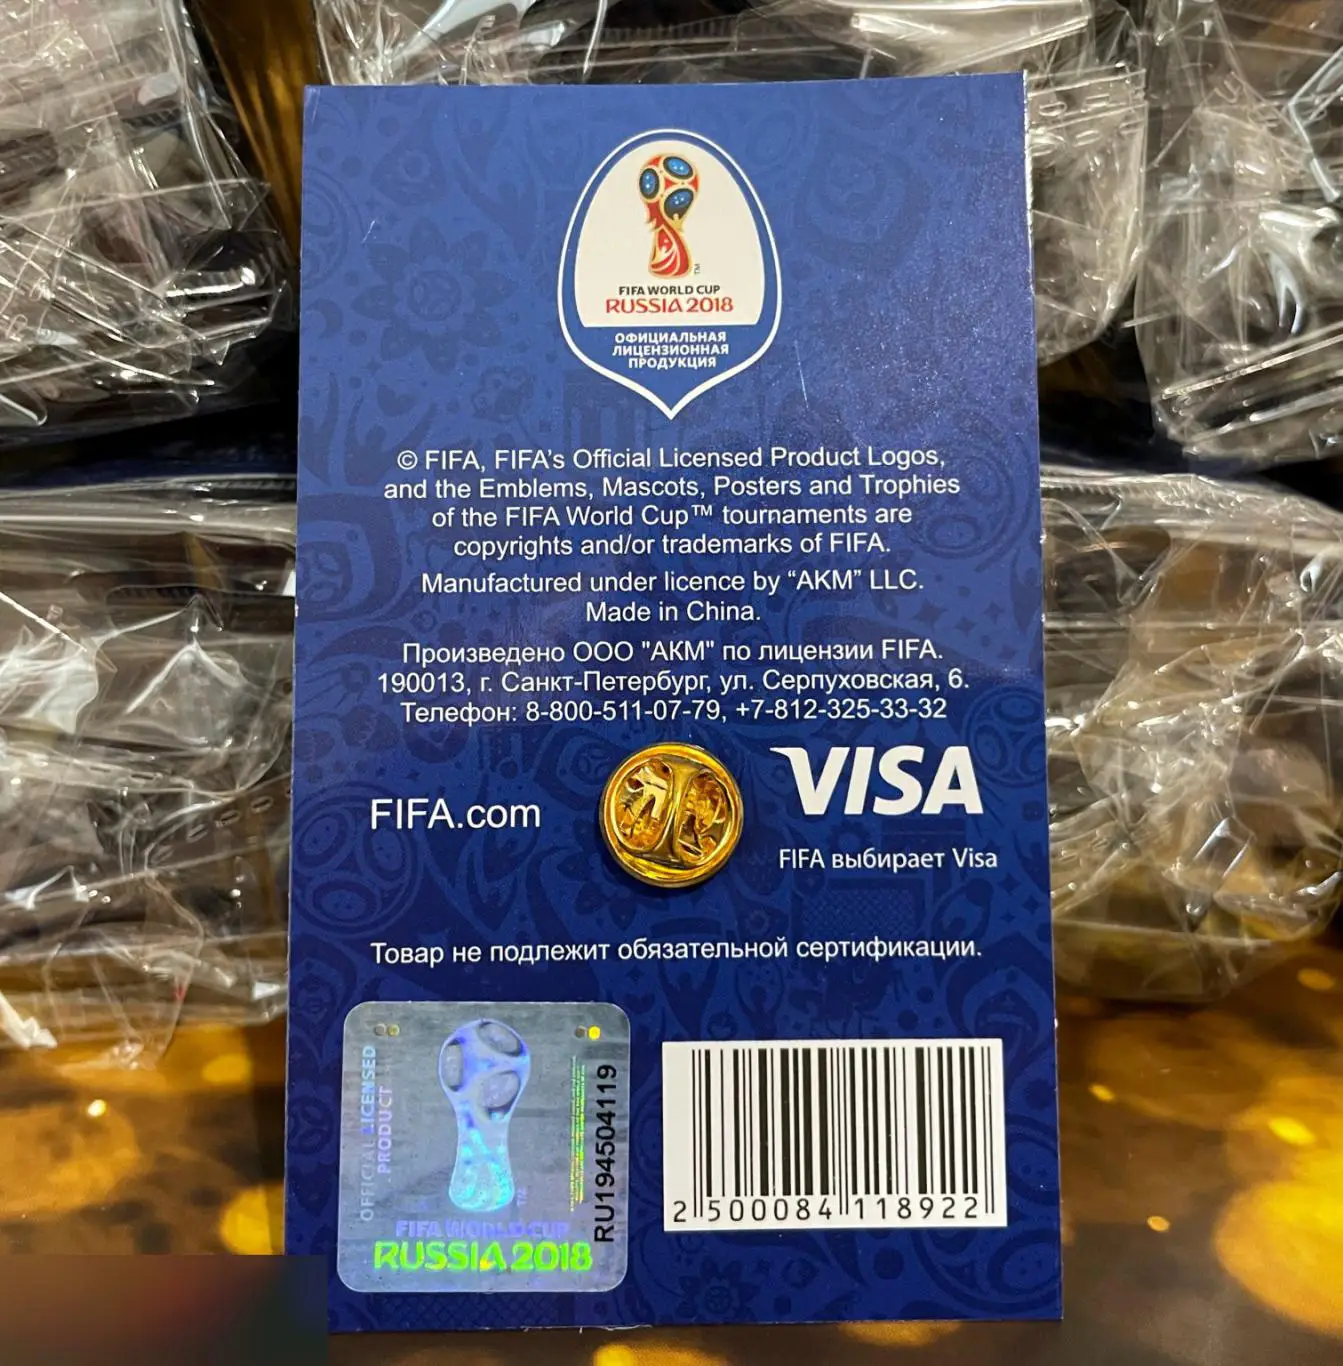 FIFA WORLD CUP
RUSSIA 2018
ОФИЦИАЛЬНАЯ
ЛИЦЕНЗИОННАЯ
ПРОДУКЦИЯ
© FIFA, FIFA's Official Licensed Product Logos,
and the Emblems, Mascots, Posters and Trophies
of the FIFA World Cup™ tournaments are
copyrights and/or trademarks of FIFA.
Manufactured under licence by “AKM” LLC.
Made in China.
Произведено ООО "АКМ" по лицензии FIFA.
190013, г. Санкт-Петербург, ул. Серпуховская, 6.
Телефон: 8-800-511-07-79, +7-812-325-33-32
FIFA.com
VISA
FIFA выбирает Visa
Товар не подлежит обязательной сертификации.
OFFICIAL LICENSED
PRODUCT
FIFA WORLD CUP
RUSSIA 2018
RU194504119
2 500084 118922